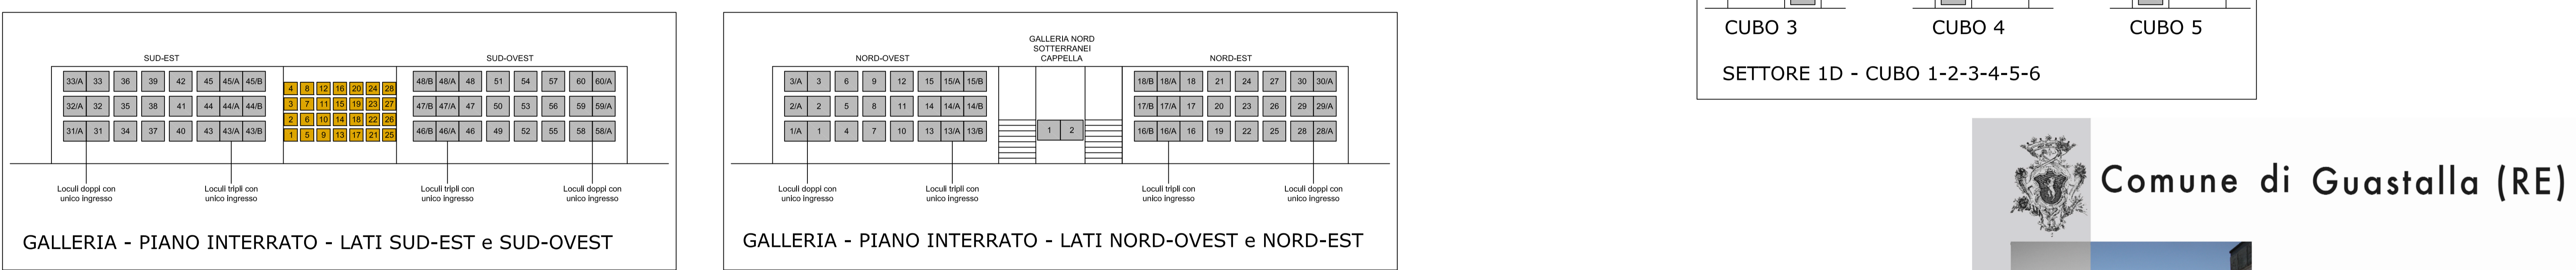 SUD-EST
SUD-OVEST
33/A 33 36 39 42 45 45/A 45/B
32/A 32 35 38 41 44 44/A 44/B
31/A 31 34 37 40 43 43/A 43/B
4 8 12 16 20 24 28
3 7 11 15 19 23 27
2 6 10 14 18 22 26
1 5 9 13 17 21 25
48/B 48/A 48 51 54 57 60 60/A
47/B 47/A 47 50 53 56 59 59/A
46/B 46/A 46 49 52 55 58 58/A
Loculi doppi con
unico ingresso
Loculi tripli con
unico ingresso
Loculi tripli con
unico ingresso
Loculi doppi con
unico ingresso
GALLERIA - PIANO INTERRATO - LATI SUD-EST e SUD-OVEST
NORD-OVEST
GALLERIA NORD
SOTTERRANEI
CAPPELLA
NORD-EST
3/A 3 6 9 12 15 15/A 15/B
2/A 2 5 8 11 14 14/A 14/B
1/A 1 4 7 10 13 13/A 13/B
1 2
18/B 18/A 18 21 24 27 30 30/A
17/B 17/A 17 20 23 26 29 29/A
16/B 16/A 16 19 22 25 28 28/A
Loculi doppi con
unico ingresso
Loculi tripli con
unico ingresso
Loculi tripli con
unico ingresso
Loculi doppi con
unico ingresso
GALLERIA - PIANO INTERRATO - LATI NORD-OVEST e NORD-EST
CUBO 3
CUBO 4
CUBO 5
SETTORE 1D - CUBO 1-2-3-4-5-6
Comune di Guastalla (RE)